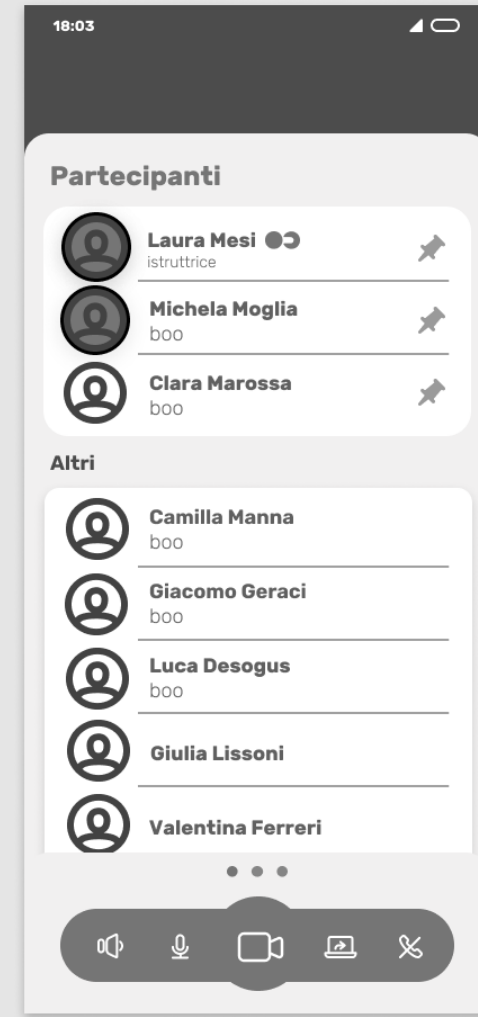 18:03
Partecipanti
Laura Mesi
istruttrice
Michela Moglia
boo
Clara Marossa
boo
Altri
Camilla Manna
boo
Giacomo Geraci
boo
Luca Desogus
boo
Giulia Lissoni
Valentina Ferreri